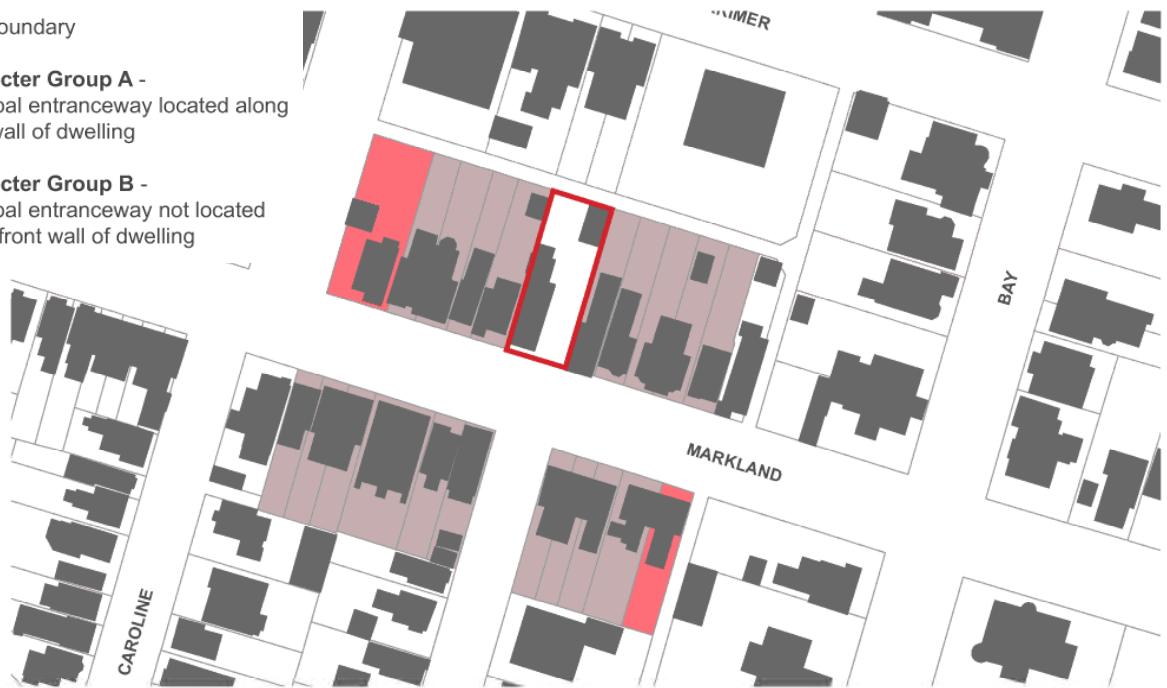 oundary
cter Group A -
pal entranceway located along
wall of dwelling
cter Group B -
pal entranceway not located
front wall of dwelling
RIMER
BAY
MARKLAND
CAROLINE